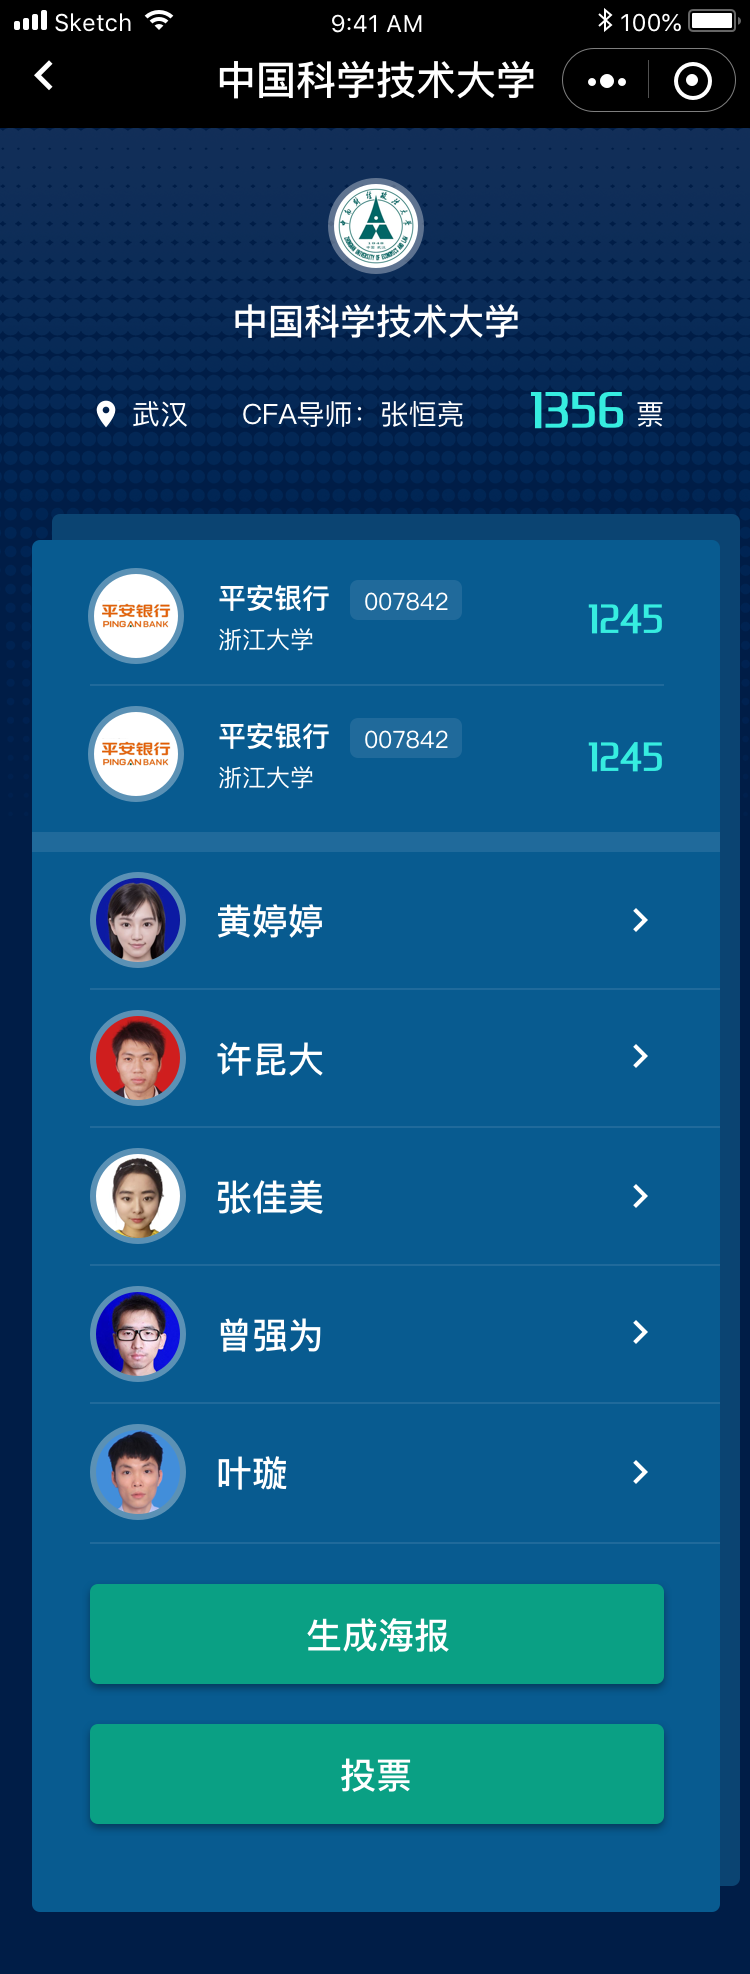 Sketch 9:41 AM 100%
中国科学技术大学
中国科学技术大学
武汉 CFA导师：张恒亮 1356 票
平安银行 007842
浙江大学
1245
平安银行
PINGAN BANK
平安银行 007842
浙江大学
1245
平安银行
PINGAN BANK
黄婷婷
许昆大
张佳美
曾强为
叶璇
生成海报
投票